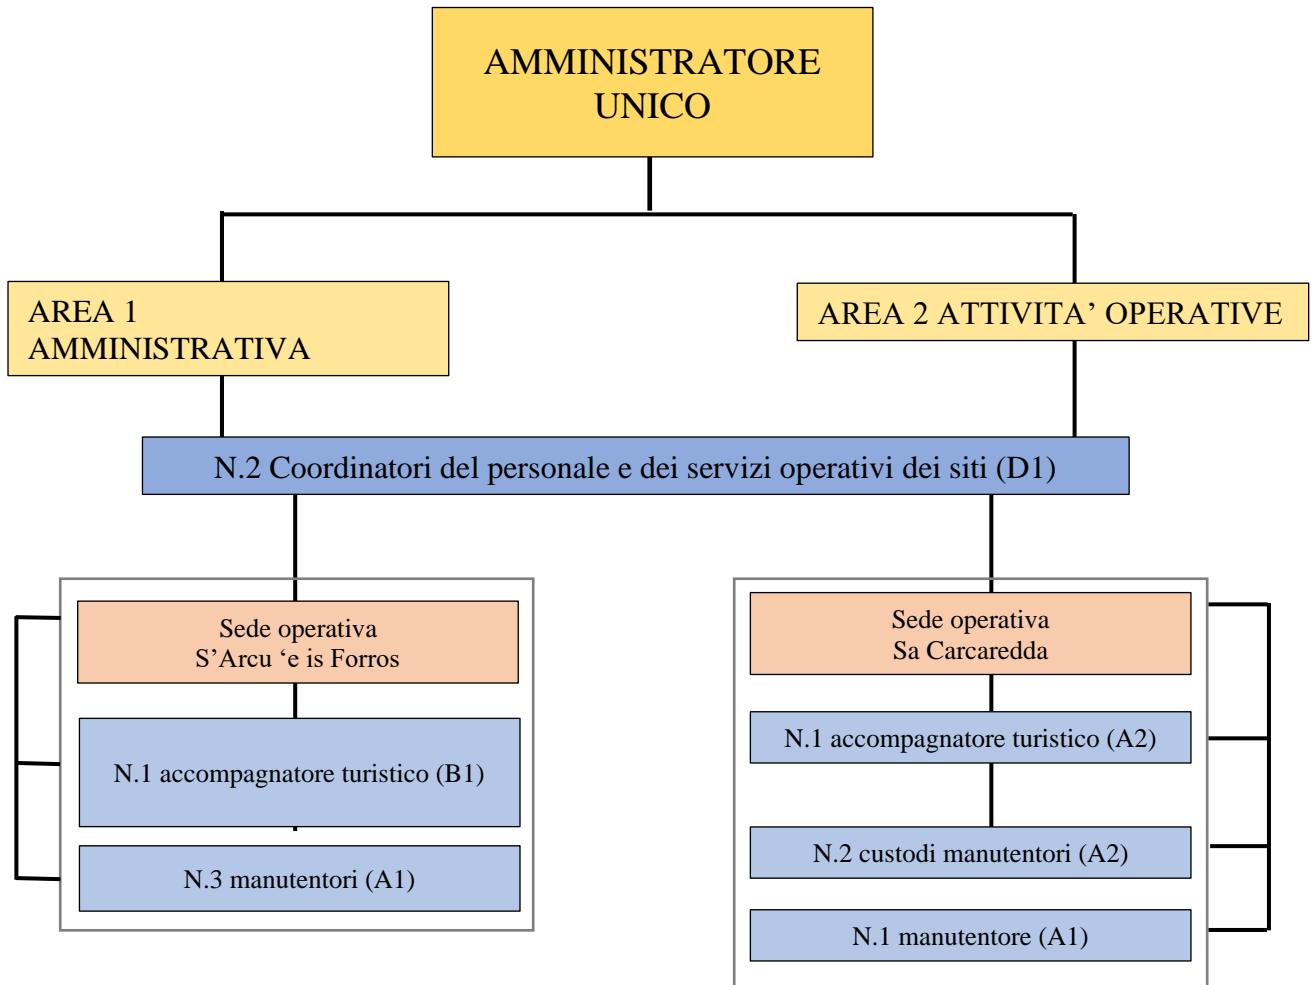 AMMINISTRATORE
UNICO
AREA 1
AMMINISTRATIVA
AREA 2 ATTIVITA’ OPERATIVE
N.2 Coordinatori del personale e dei servizi operativi dei siti (D1)
Sede operativa
S’Arcu ‘e is Forros
N.1 accompagnatore turistico (B1)
N.3 manutentori (A1)
Sede operativa
Sa Carcaredda
N.1 accompagnatore turistico (A2)
N.2 custodi manutentori (A2)
N.1 manutentore (A1)